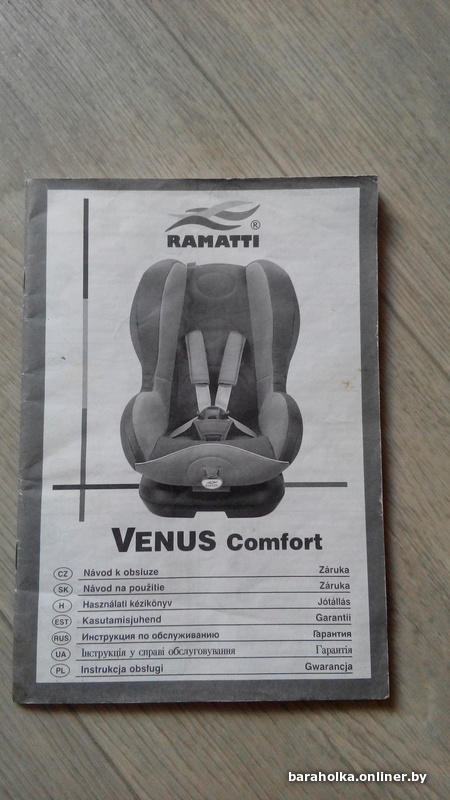 RAMATTI ®
VENUS Comfort
CZ Návod k obsluze Záruka
SK Návod na použitie Záruka
H Használati kézikönyv Jótállás
EST Kasutamisjuhend Garantii
RUS Инструкция по обслуживанию Гарантия
UA Інструкція у справі обслуговування Гарантія
PL Instrukcja obsługi Gwarancja
baraholka.onliner.by